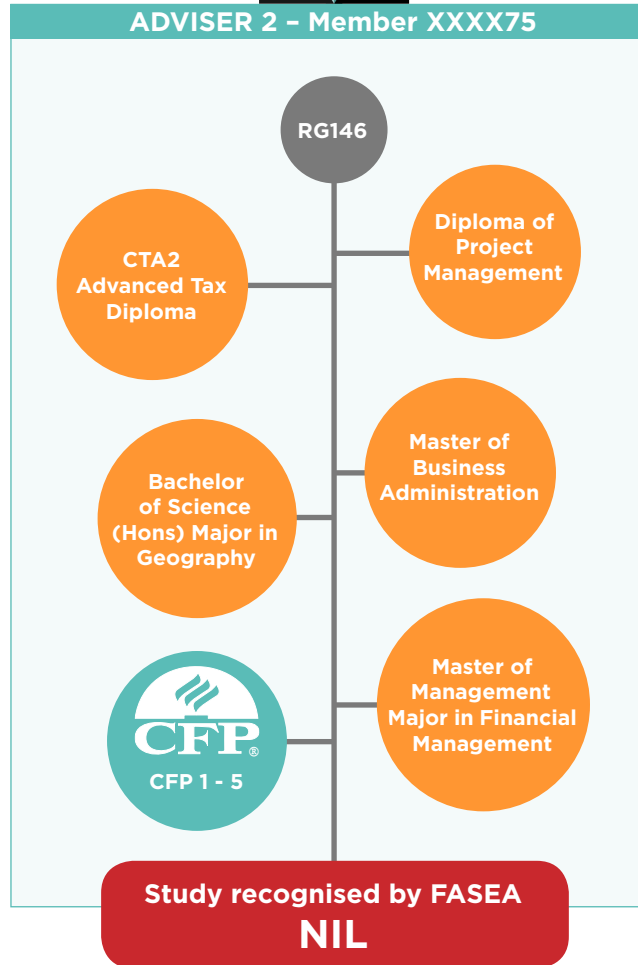 ADVISER 2 – Member XXXX75
RG146
Diploma of
Project
Management
CTA2
Advanced Tax
Diploma
Master of
Business
Administration
Bachelor
of Science
(Hons) Major in
Geography
Master of
Management
Major in Financial
Management
CFP®
CFP 1 - 5
Study recognised by FASEA
NIL